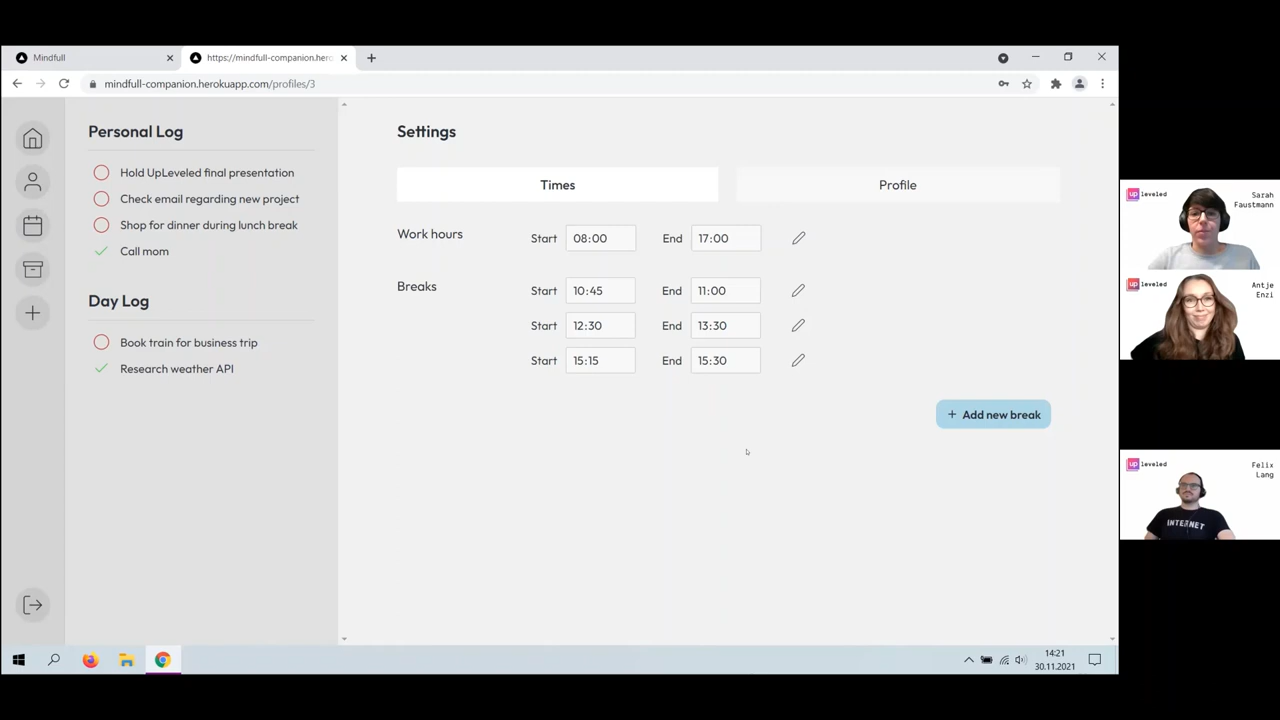 Mindfull
https://mindfull-companion.hero
mindfull-companion.herokuapp.com/profiles/3
Personal Log
Hold UpLeveled final presentation
Check email regarding new project
Shop for dinner during lunch break
Call mom
Day Log
Book train for business trip
Research weather API
Settings
Times
Profile
Work hours
Start 08:00 End 17:00
Breaks
Start 10:45 End 11:00
Start 12:30 End 13:30
Start 15:15 End 15:30
+ Add new break
14:21
30.11.2021
up leveled
Sarah
Faustmann
up leveled
Antje
Enzi
up leveled
Felix
Lang
INTERNET